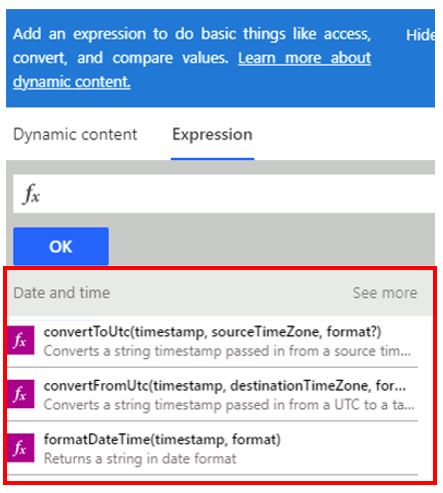 Add an expression to do basic things like access, Hide
convert, and compare values. Learn more about
dynamic content.
Dynamic content Expression
fx
OK
Date and time See more
fx convertToUtc(timestamp, sourceTimeZone, format?)
Converts a string timestamp passed in from a source tim...
fx convertFromUtc(timestamp, destinationTimeZone, for...
Converts a string timestamp passed in from a UTC to a ta...
fx formatDateTime(timestamp, format)
Returns a string in date format